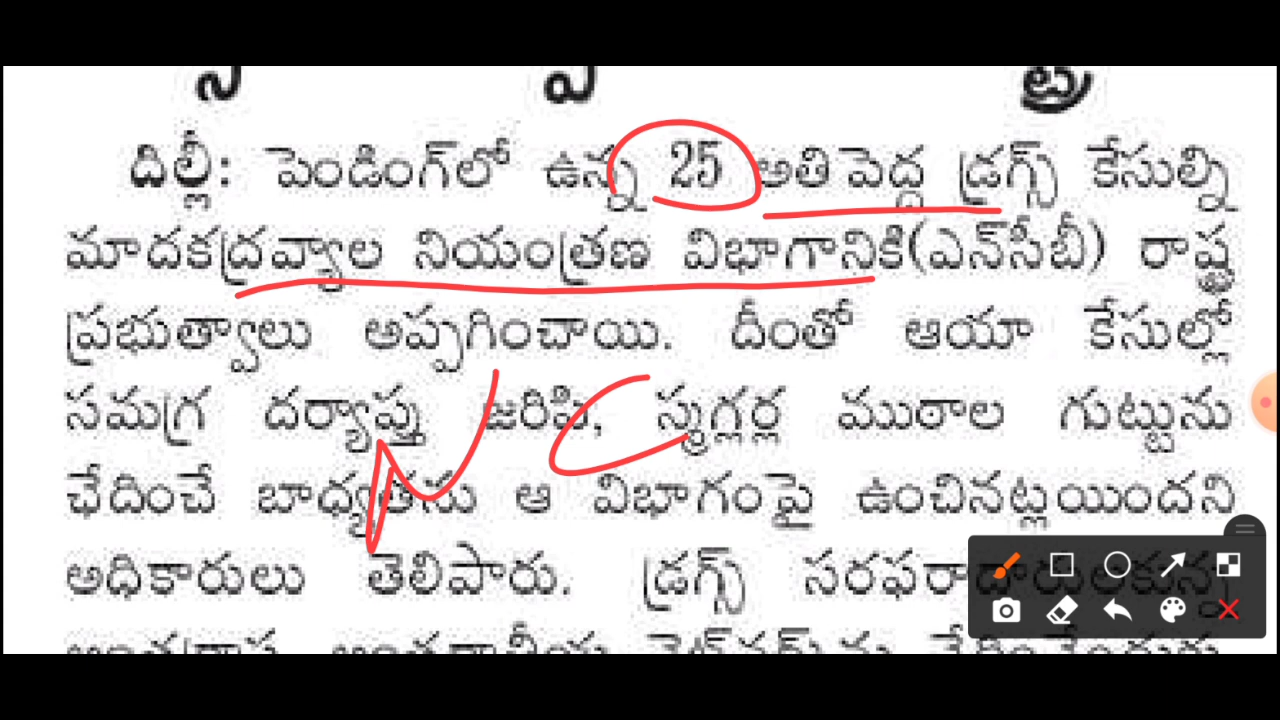 దిల్లీ: పెండింగ్‌లో ఉన్న 25 అతి పెద్ద డ్రగ్స్ కేసుల్ని
మాదకద్రవ్యాల నియంత్రణ విభాగానికి(ఎన్‌సీబీ) రాష్ట్ర
ప్రభుత్వాలు అప్పగించాయి. దీంతో ఆయా కేసుల్లో
సమగ్ర దర్యాప్తు జరిపి, స్మగ్లర్ల ముఠాల గుట్టును
ఛేదించే బాధ్యతను ఆ విభాగంపై ఉంచినట్లయిందని
అధికారులు తెలిపారు. డ్రగ్స్ సరఫరాదారులకున్న